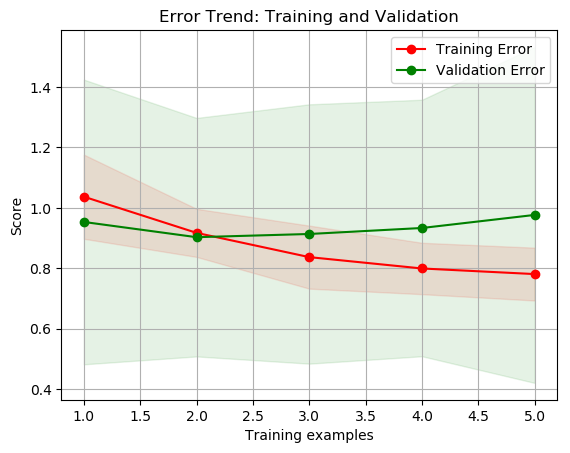 Error Trend: Training and Validation
Training Error
Validation Error
Score
1.4
1.2
1.0
0.8
0.6
0.4
1.0 1.5 2.0 2.5 3.0 3.5 4.0 4.5 5.0
Training examples